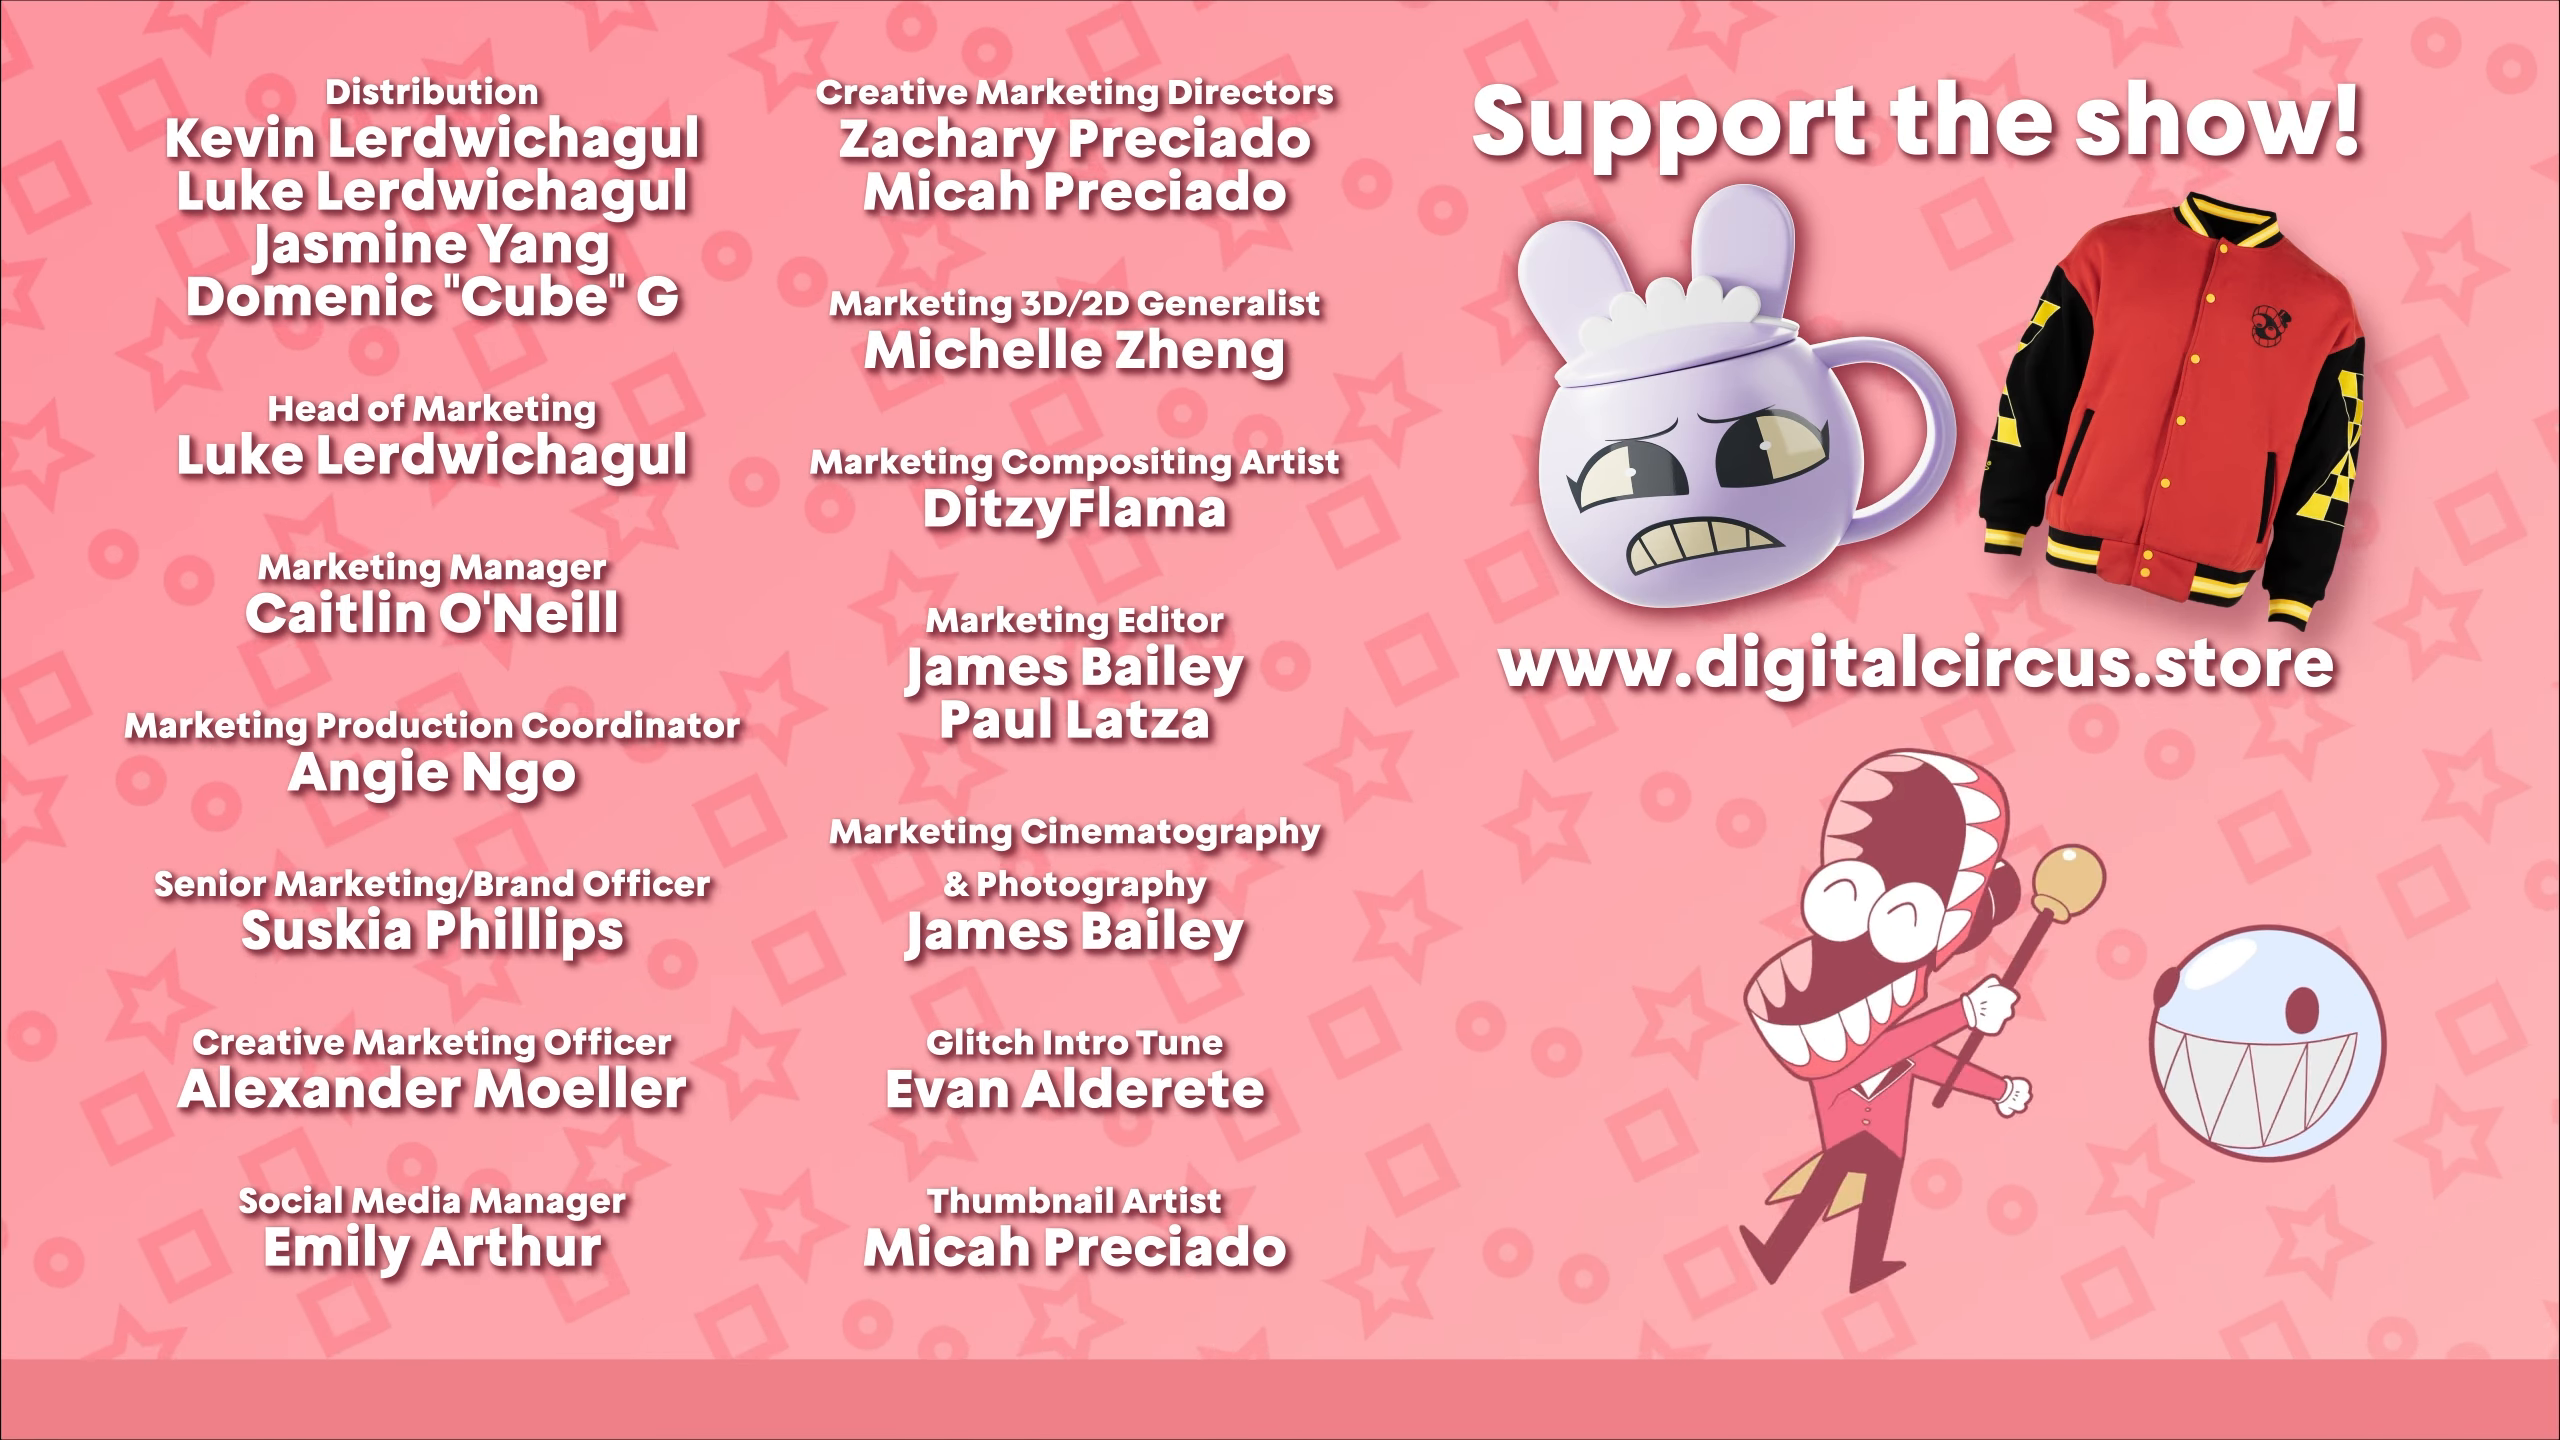 Distribution
Kevin Lerdwichagul
Luke Lerdwichagul
Jasmine Yang
Domenic "Cube" G
Head of Marketing
Luke Lerdwichagul
Marketing Manager
Caitlin O'Neill
Marketing Production Coordinator
Angie Ngo
Senior Marketing/Brand Officer
Suskia Phillips
Creative Marketing Officer
Alexander Moeller
Social Media Manager
Emily Arthur
Creative Marketing Directors
Zachary Preciado
Micah Preciado
Marketing 3D/2D Generalist
Michelle Zheng
Marketing Compositing Artist
DitzyFlama
Marketing Editor
James Bailey
Paul Latza
Marketing Cinematography
& Photography
James Bailey
Glitch Intro Tune
Evan Alderete
Thumbnail Artist
Micah Preciado
Support the show!
www.digitalcircus.store